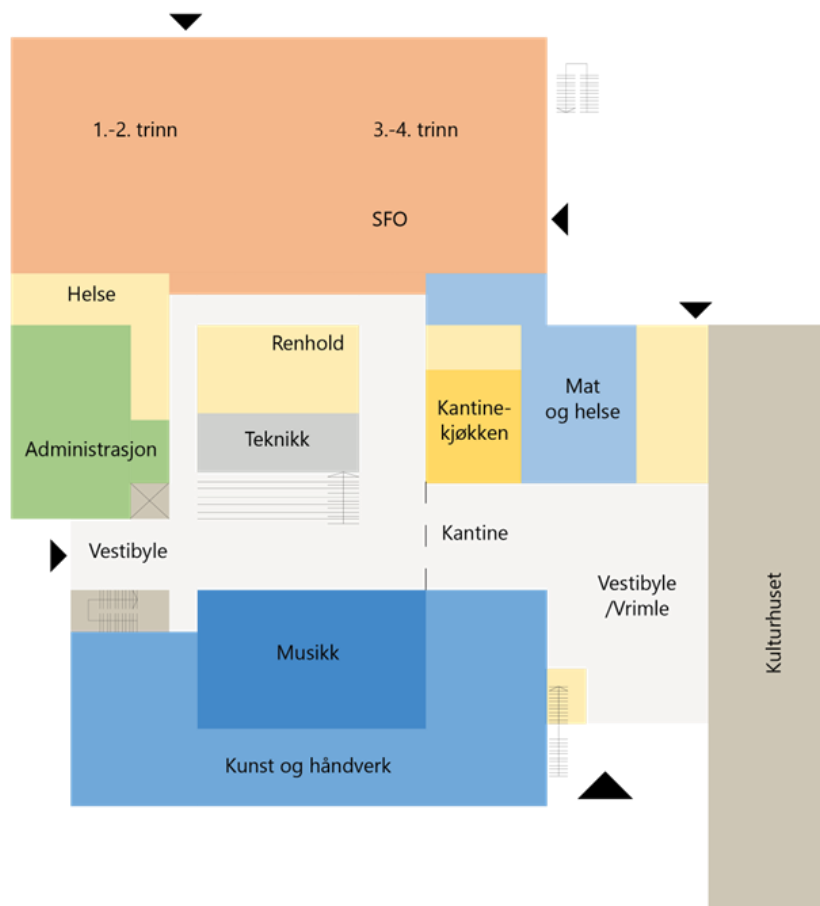 1.-2. trinn
3.-4. trinn
SFO
Helse
Renhold
Mat
og helse
Kantine-
kjøkken
Teknikk
Administrasjon
Kantine
Vestibyle
Vestibyle
/Vrimle
Kulturhuset
Musikk
Kunst og håndverk